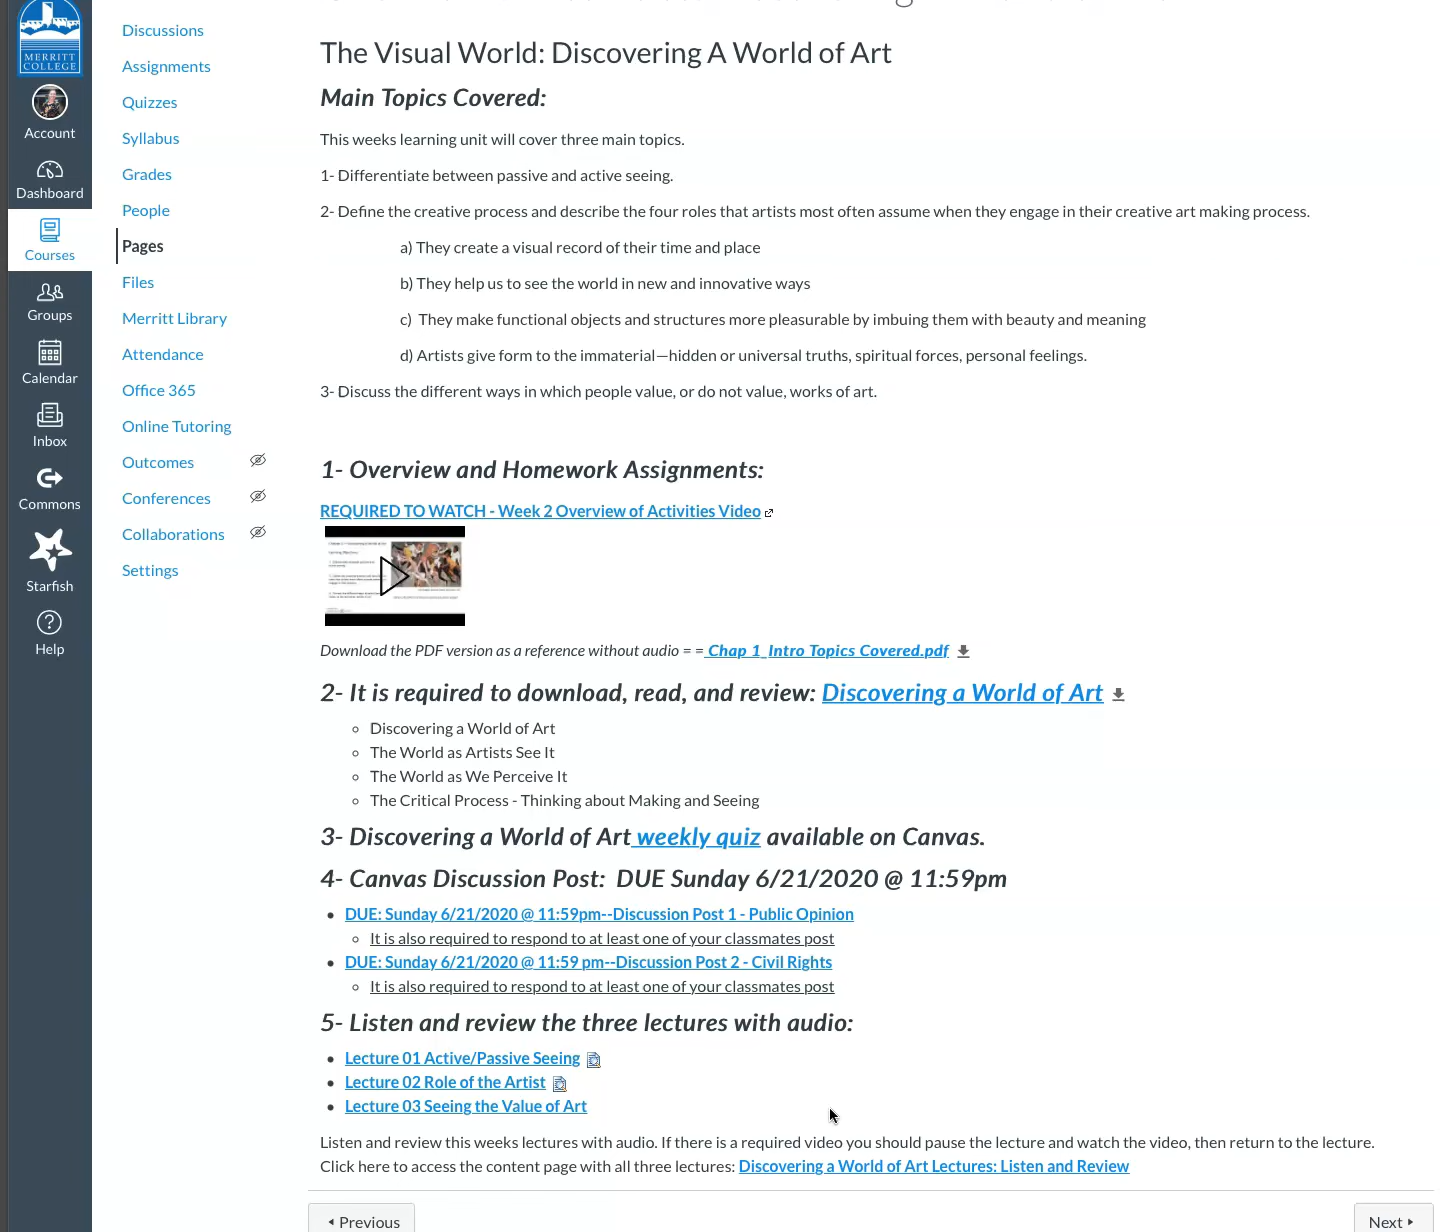 MERRITT
COLLEGE
Account
Dashboard
Courses
Groups
Calendar
Inbox
Commons
Starfish
Help
Discussions
Assignments
Quizzes
Syllabus
Grades
People
Pages
Files
Merritt Library
Attendance
Office 365
Online Tutoring
Outcomes
Conferences
Collaborations
Settings
The Visual World: Discovering A World of Art
Main Topics Covered:
This weeks learning unit will cover three main topics.
1- Differentiate between passive and active seeing.
2- Define the creative process and describe the four roles that artists most often assume when they engage in their creative art making process.
a) They create a visual record of their time and place
b) They help us to see the world in new and innovative ways
c) They make functional objects and structures more pleasurable by imbuing them with beauty and meaning
d) Artists give form to the immaterial—hidden or universal truths, spiritual forces, personal feelings.
3- Discuss the different ways in which people value, or do not value, works of art.
1- Overview and Homework Assignments:
REQUIRED TO WATCH - Week 2 Overview of Activities Video
Download the PDF version as a reference without audio = = Chap 1_Intro Topics Covered.pdf
2- It is required to download, read, and review: Discovering a World of Art
Discovering a World of Art
The World as Artists See It
The World as We Perceive It
The Critical Process - Thinking about Making and Seeing
3- Discovering a World of Art weekly quiz available on Canvas.
4- Canvas Discussion Post: DUE Sunday 6/21/2020 @ 11:59pm
DUE: Sunday 6/21/2020 @ 11:59pm--Discussion Post 1 - Public Opinion
It is also required to respond to at least one of your classmates post
DUE: Sunday 6/21/2020 @ 11:59 pm--Discussion Post 2 - Civil Rights
It is also required to respond to at least one of your classmates post
5- Listen and review the three lectures with audio:
Lecture 01 Active/Passive Seeing
Lecture 02 Role of the Artist
Lecture 03 Seeing the Value of Art
Listen and review this weeks lectures with audio. If there is a required video you should pause the lecture and watch the video, then return to the lecture.
Click here to access the content page with all three lectures: Discovering a World of Art Lectures: Listen and Review
Previous
Next